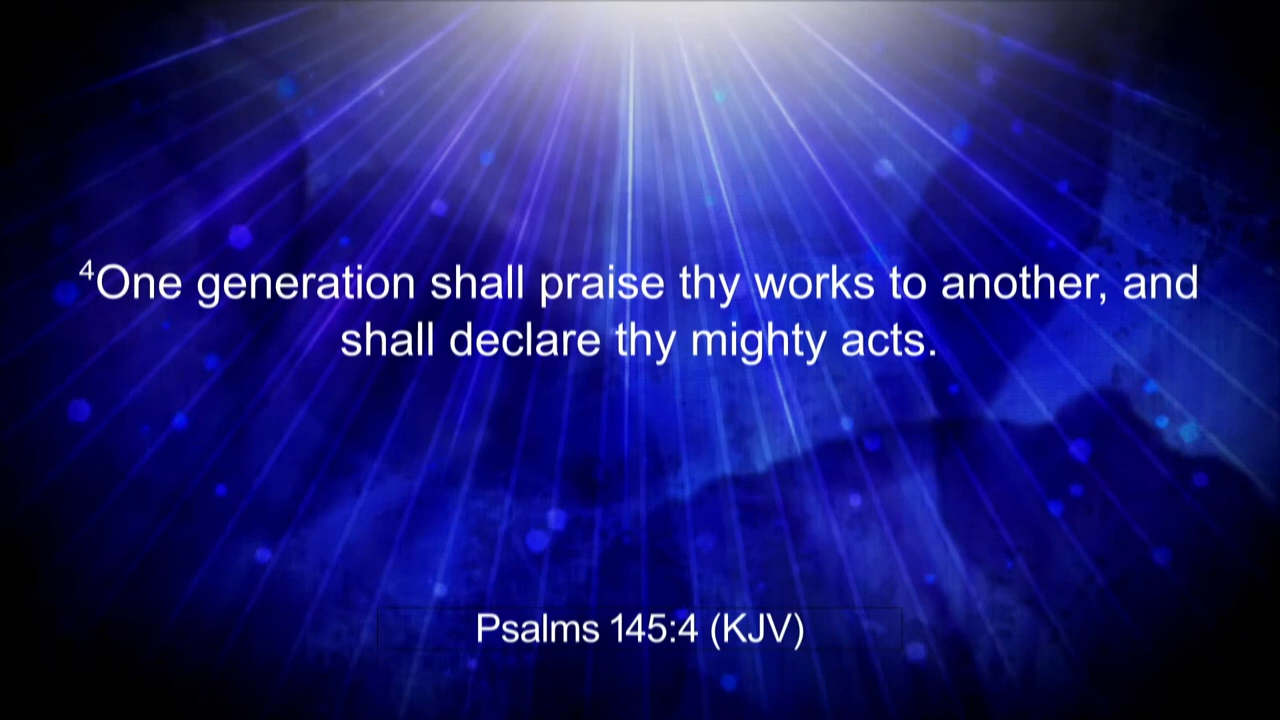 ⁴One generation shall praise thy works to another, and
shall declare thy mighty acts.
Psalms 145:4 (KJV)